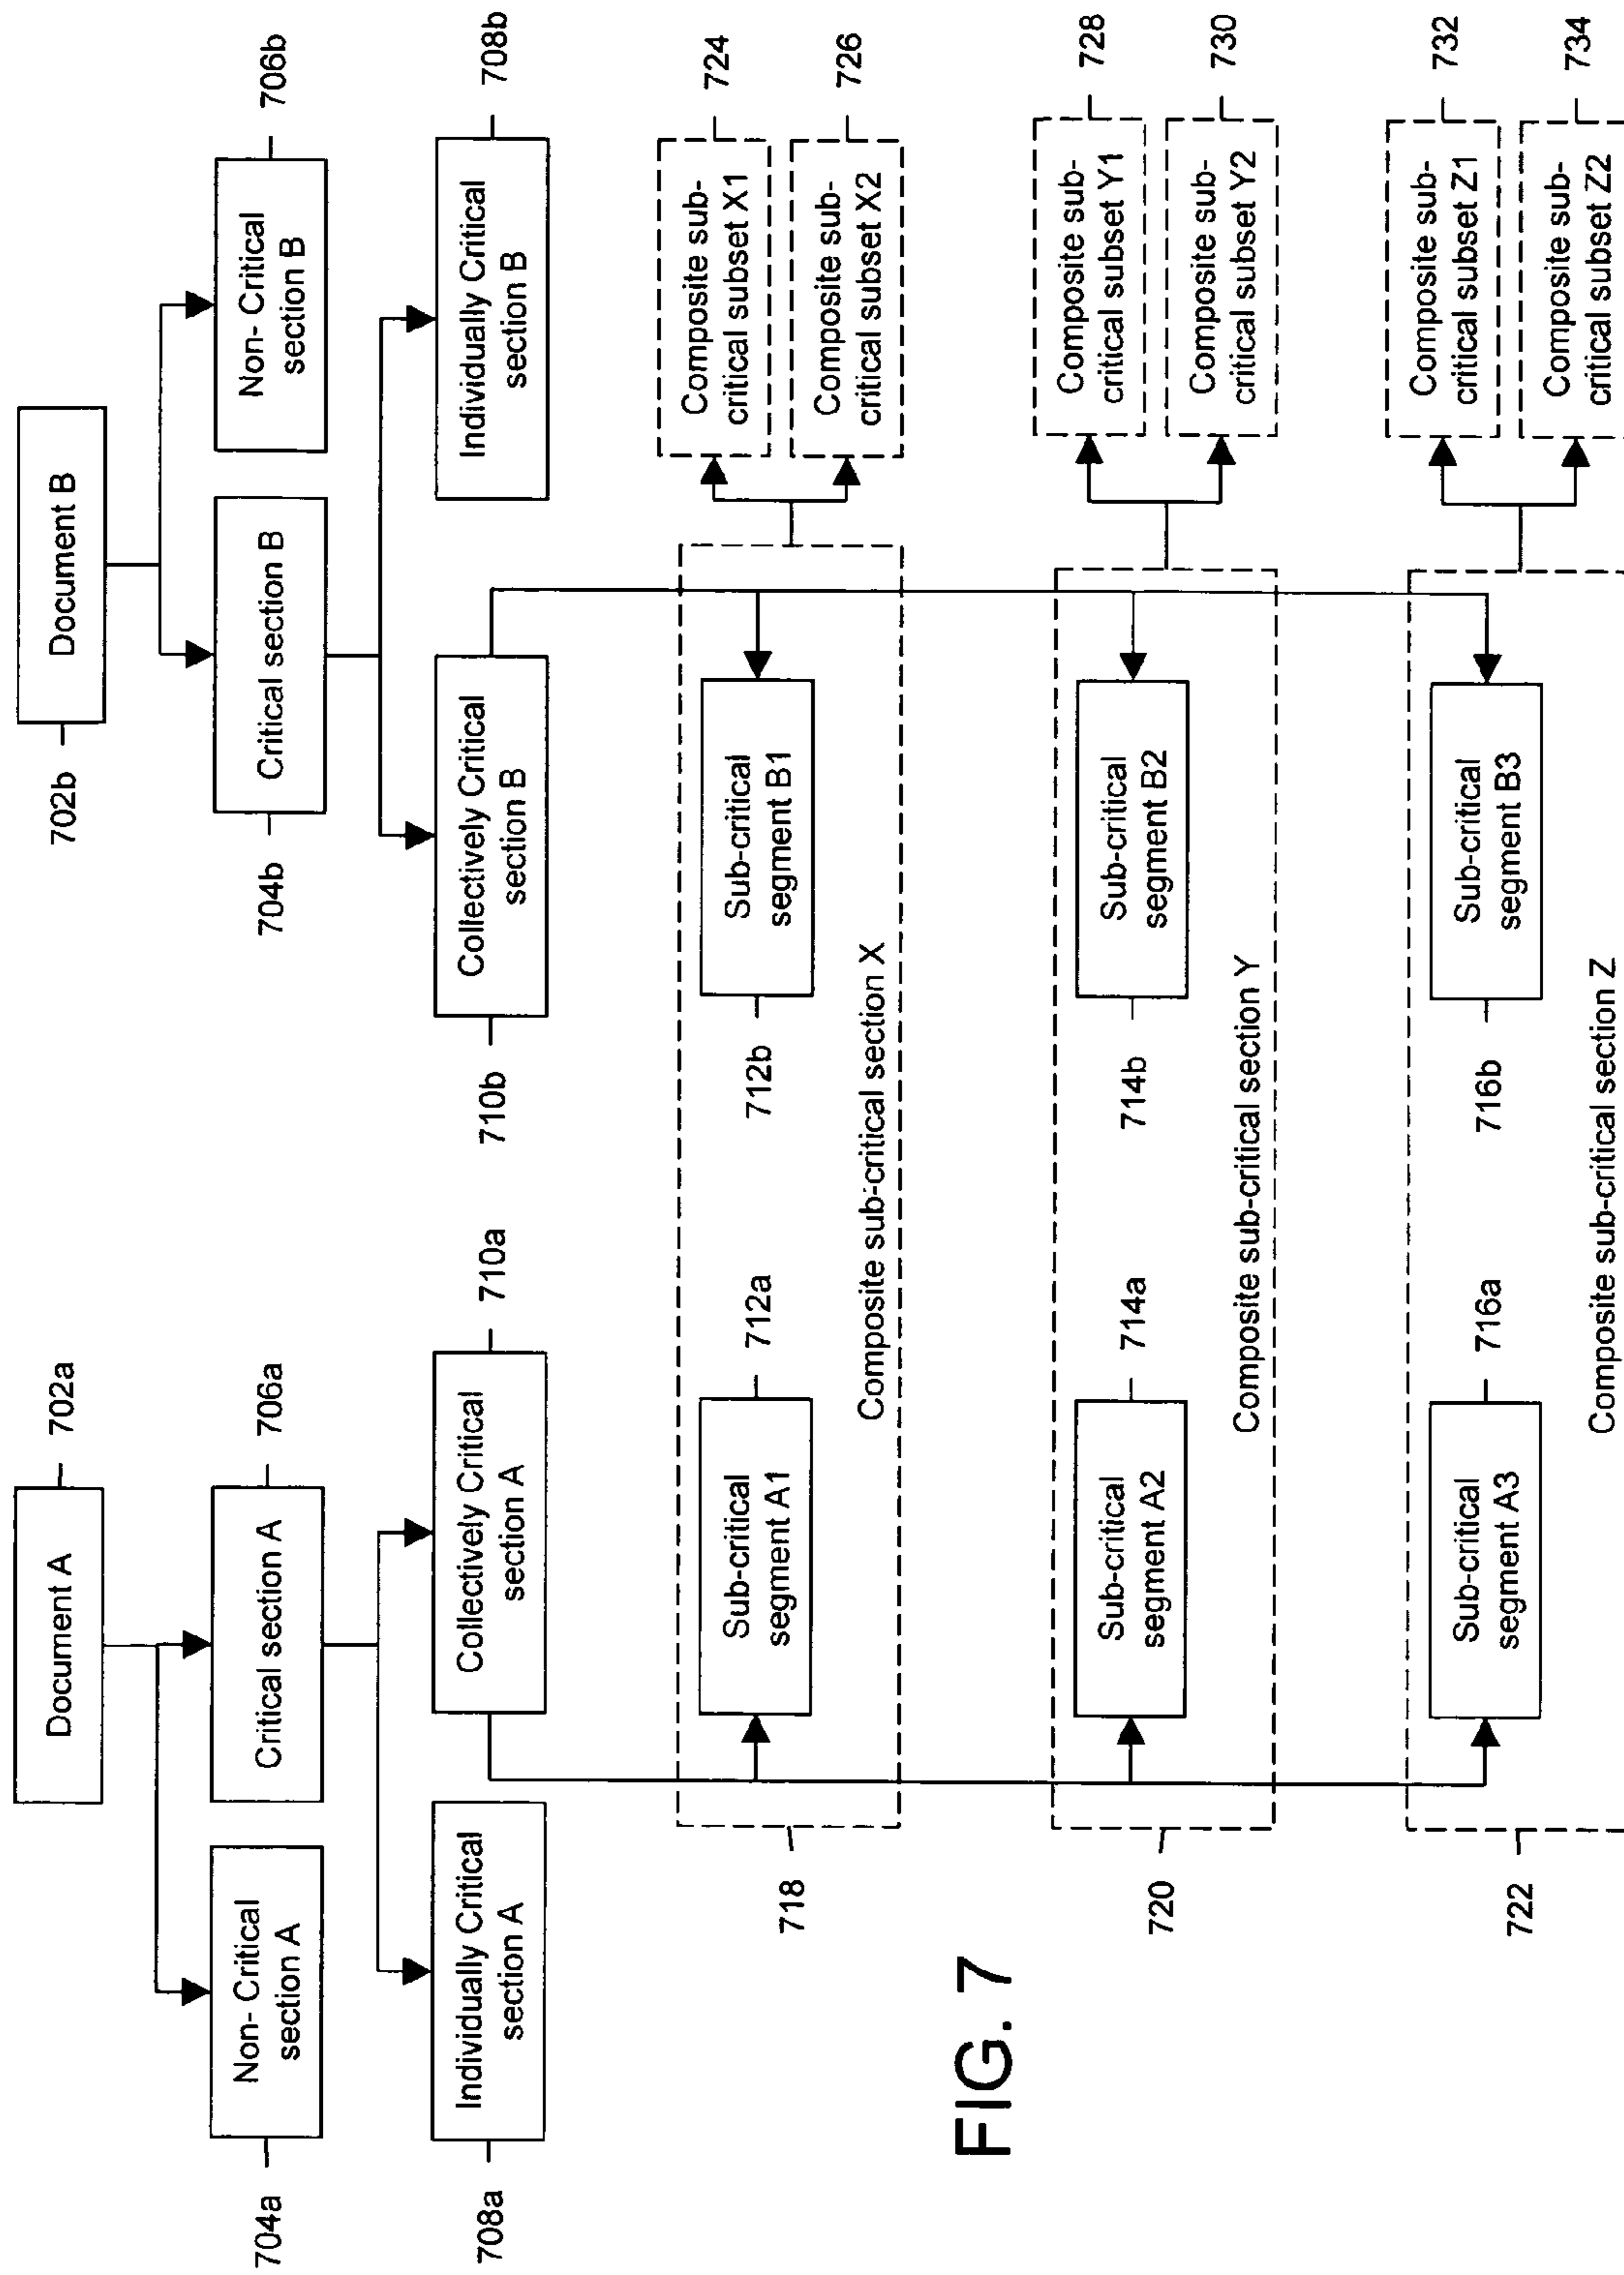 Document A
702a
Document B
702b
Non- Critical
section A
704a
Critical section A
706a
Critical section B
704b
Non- Critical
section B
706b
Individually Critical
section A
708a
Collectively Critical
section A
710a
Collectively Critical
section B
710b
Individually Critical
section B
708b
718
Sub-critical
segment A1
712a
Sub-critical
segment B1
712b
Composite sub-critical section X
Composite sub-
critical subset X1
724
Composite sub-
critical subset X2
726
720
Sub-critical
segment A2
714a
Sub-critical
segment B2
714b
Composite sub-critical section Y
Composite sub-
critical subset Y1
728
Composite sub-
critical subset Y2
730
722
Sub-critical
segment A3
716a
Sub-critical
segment B3
716b
Composite sub-critical section Z
Composite sub-
critical subset Z1
732
Composite sub-
critical subset Z2
734
FIG. 7